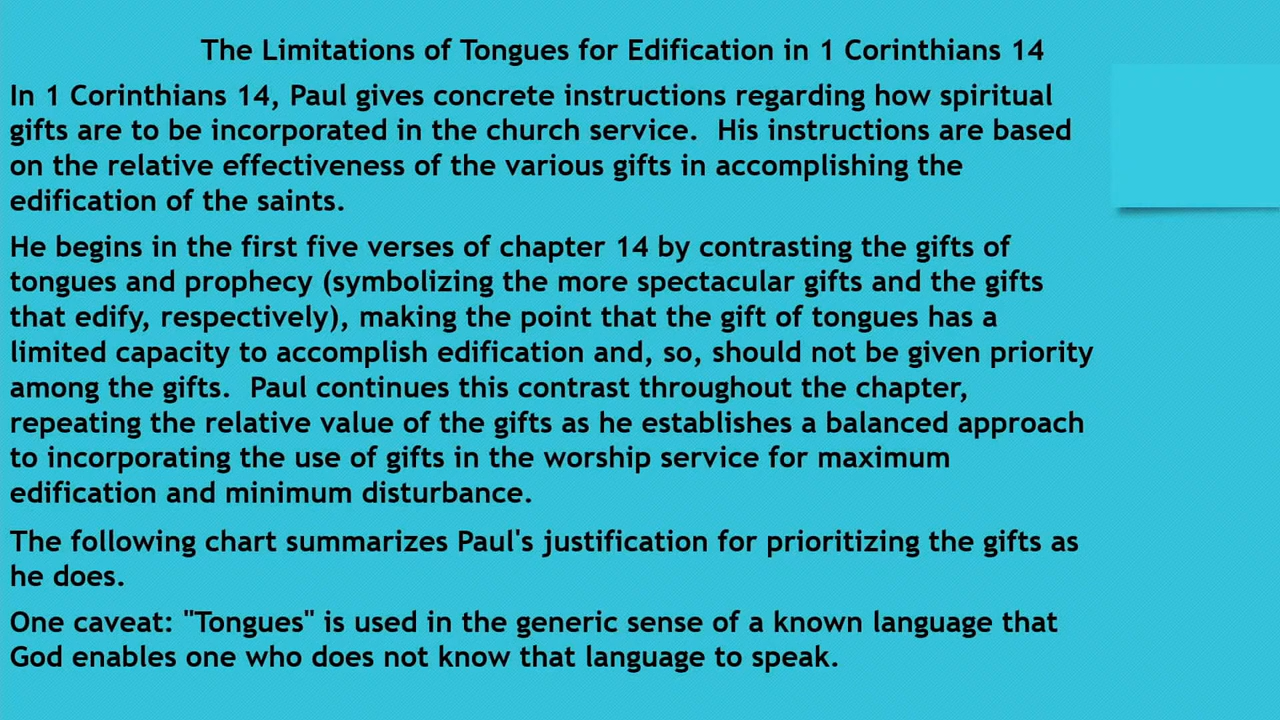 The Limitations of Tongues for Edification in 1 Corinthians 14
In 1 Corinthians 14, Paul gives concrete instructions regarding how spiritual
gifts are to be incorporated in the church service.  His instructions are based
on the relative effectiveness of the various gifts in accomplishing the
edification of the saints.
He begins in the first five verses of chapter 14 by contrasting the gifts of
tongues and prophecy (symbolizing the more spectacular gifts and the gifts
that edify, respectively), making the point that the gift of tongues has a
limited capacity to accomplish edification and, so, should not be given priority
among the gifts.  Paul continues this contrast throughout the chapter,
repeating the relative value of the gifts as he establishes a balanced approach
to incorporating the use of gifts in the worship service for maximum
edification and minimum disturbance.
The following chart summarizes Paul's justification for prioritizing the gifts as
he does.
One caveat: "Tongues" is used in the generic sense of a known language that
God enables one who does not know that language to speak.